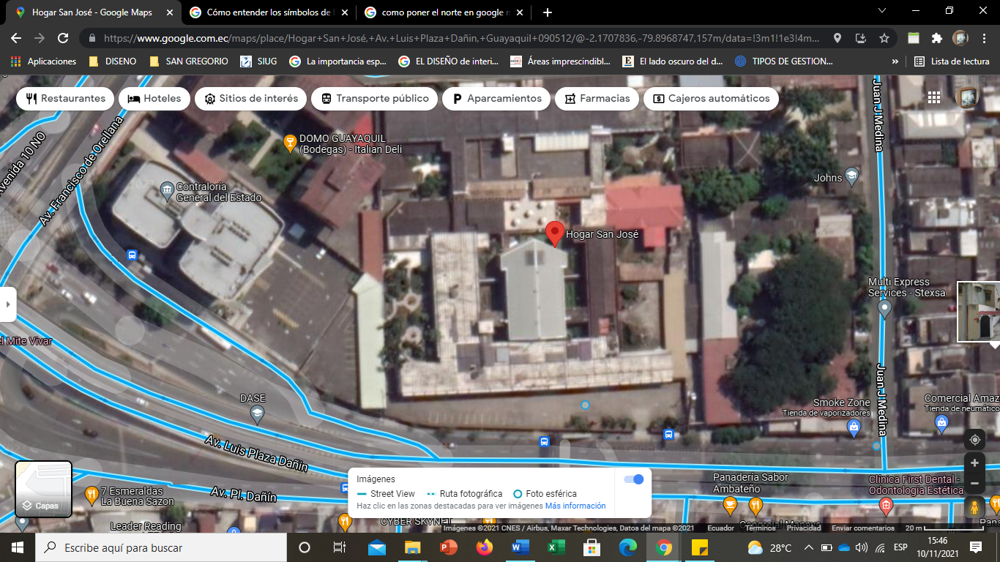 Hogar San José - Google Maps
Cómo entender los símbolos de
como poner el norte en google m
https://www.google.com.ec/maps/place/Hogar+San+José,+Av.+Luis+Plaza+Dañin,+Guayaquil+090512/@-2.1707836,-79.8968747,157m/data=!3m1!1e3!4m...
Aplicaciones
DISENO
SAN GREGORIO
SIUG
La importancia esp...
EL DISEÑO de interi...
Áreas imprescindibl...
El lado oscuro del d...
TIPOS DE GESTION...
»
Lista de lectura
Restaurantes
Hoteles
Sitios de interés
Transporte público
Aparcamientos
Farmacias
Cajeros automáticos
Avenida 10 NO
Av. Francisco de Orellana
DOMO GUAYAQUIL
(Bodegas) - Italian Deli
Juan J Medina
Contraloría
General del Estado
Johns
Hogar San José
Multi Express
Services - Stexsa
el Mite Vivar
Juan J Medina
DASE
Smoke Zone
Tienda de vaporizadores
Comercial Amaz
Tienda de neumático
Av. Luis Plaza Dañin
Av. Pl. Dañín
7 Esmeraldas
La Buena Sazon
Leader Reading
Panadería Sabor
Ambateño
Clínica First Dental -
Odontología Estética
Capas
Imágenes
Street View
Ruta fotográfica
Foto esférica
Haz clic en las zonas destacadas para ver imágenes Más información
CYBER SKYNET
Imágenes ©2021 CNES / Airbus, Maxar Technologies, Datos del mapa ©2021
Ecuador
Términos
Privacidad
Enviar comentarios
20 m
Escribe aquí para buscar
28°C
ESP
15:46
10/11/2021